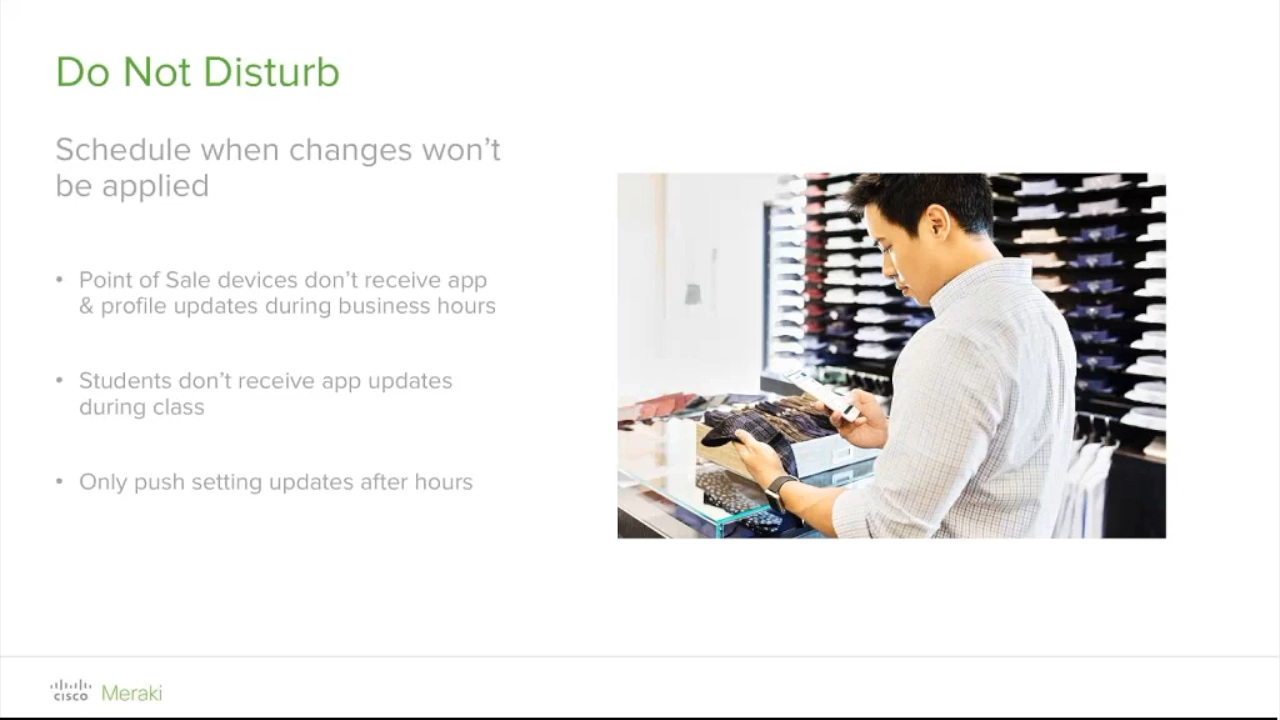 Do Not Disturb
Schedule when changes won't
be applied
• Point of Sale devices don't receive app
& profile updates during business hours
• Students don't receive app updates
during class
• Only push setting updates after hours
CISCO Meraki